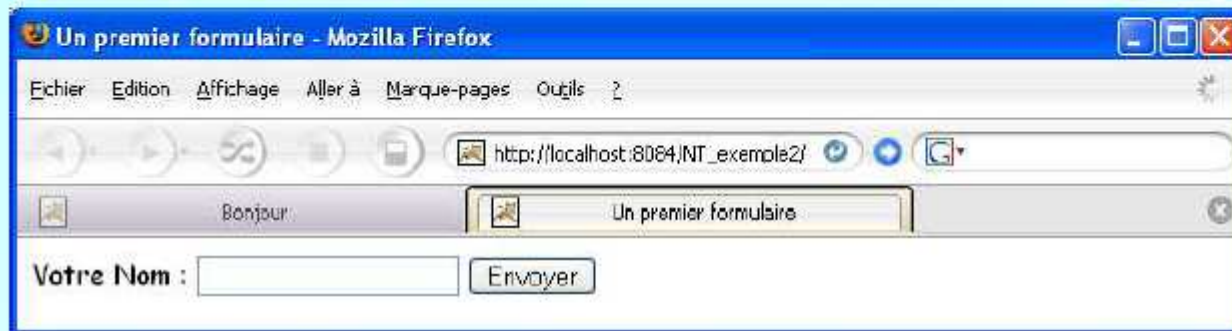 Un premier formulaire - Mozilla Firefox
Fichier Edition Affichage Aller à Marque-pages Outils ?
http://localhost:8084/NT_exemple2/ G
Bonjour Un premier formulaire
Votre Nom : Envoyer